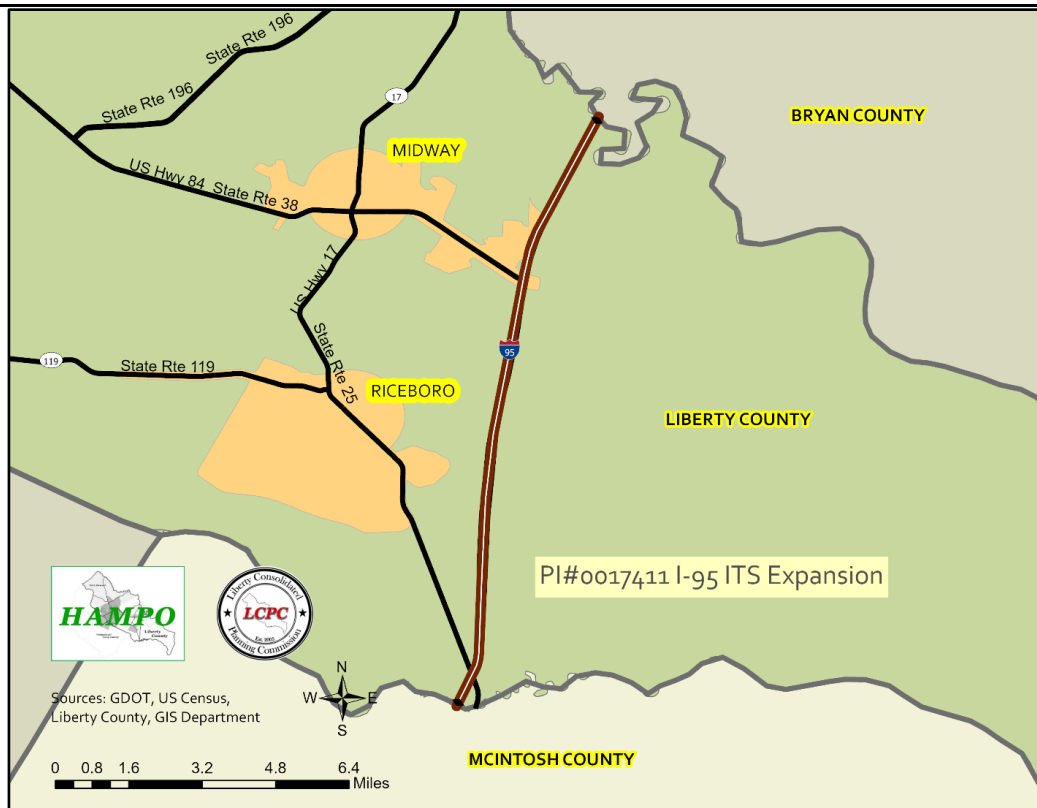 State Rte 196
State Rte 196
17
BRYAN COUNTY
MIDWAY
US Hwy 84 State Rte 38
US Hwy 17
95
119
State Rte 119
State Rte 25
RICEBORO
LIBERTY COUNTY
PI#0017411 I-95 ITS Expansion
HAMPO
Liberty
County
Liberty Consolidated
LCPC
Est. 2005
Planning Commission
N
W E
S
Sources: GDOT, US Census,
Liberty County, GIS Department
MCINTOSH COUNTY
0 0.8 1.6 3.2 4.8 6.4
Miles